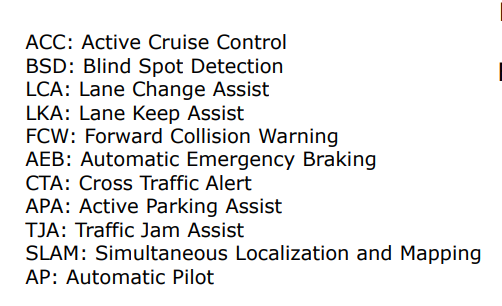 ACC: Active Cruise Control
BSD: Blind Spot Detection
LCA: Lane Change Assist
LKA: Lane Keep Assist
FCW: Forward Collision Warning
AEB: Automatic Emergency Braking
CTA: Cross Traffic Alert
APA: Active Parking Assist
TJA: Traffic Jam Assist
SLAM: Simultaneous Localization and Mapping
AP: Automatic Pilot